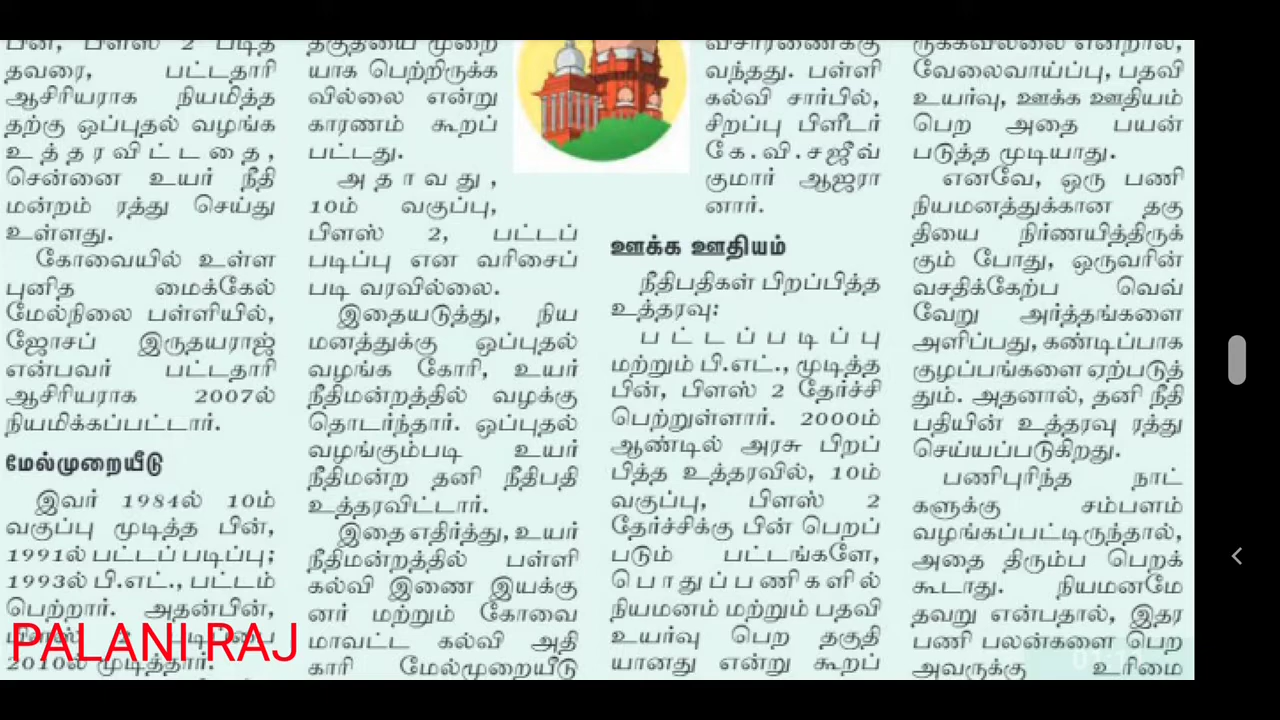 பின், பிளஸ் 2 படித்
தவரை, பட்டதாரி
ஆசிரியராக நியமித்த
தற்கு ஒப்புதல் வழங்க
உத்தரவிட்டதை,
சென்னை உயர் நீதி
மன்றம் ரத்து செய்து
உள்ளது.
கோவையில் உள்ள
புனித மைக்கேல்
மேல்நிலை பள்ளியில்,
ஜோசப் இருதயராஜ்
என்பவர் பட்டதாரி
ஆசிரியராக 2007ல்
நியமிக்கப்பட்டார்.
மேல்முறையீடு
இவர் 1984ல் 10ம்
வகுப்பு முடித்த பின்,
1991ல் பட்டப் படிப்பு;
1993ல் பி.எட்., பட்டம்
பெற்றார். அதன்பின்,
2010ல் முடித்தார்.
தகுதியை முறை
யாக பெற்றிருக்க
வில்லை என்று
காரணம் கூறப்
பட்டது.
அதாவது,
10ம் வகுப்பு,
பிளஸ் 2, பட்டப்
படிப்பு என வரிசைப்
படி வரவில்லை.
இதையடுத்து, நிய
மனத்துக்கு ஒப்புதல்
வழங்க கோரி, உயர்
நீதிமன்றத்தில் வழக்கு
தொடர்ந்தார். ஒப்புதல்
வழங்கும்படி உயர்
நீதிமன்ற தனி நீதிபதி
உத்தரவிட்டார்.
இதை எதிர்த்து, உயர்
நீதிமன்றத்தில் பள்ளி
கல்வி இணை இயக்கு
னர் மற்றும் கோவை
மாவட்ட கல்வி அதி
காரி மேல்முறையீடு
விசாரணைக்கு
வந்தது. பள்ளி
கல்வி சார்பில்,
சிறப்பு பிளீடர்
கே.வி.சஜீவ்
குமார் ஆஜரா
னார்.
ஊக்க ஊதியம்
நீதிபதிகள் பிறப்பித்த
உத்தரவு:
பட்டப்படிப்பு
மற்றும் பி.எட்., முடித்த
பின், பிளஸ் 2 தேர்ச்சி
பெற்றுள்ளார். 2000ம்
ஆண்டில் அரசு பிறப்
பித்த உத்தரவில், 10ம்
வகுப்பு, பிளஸ் 2
தேர்ச்சிக்கு பின் பெறப்
படும் பட்டங்களே,
பொதுப்பணிகளில்
நியமனம் மற்றும் பதவி
உயர்வு பெற தகுதி
யானது என்று கூறப்
ருக்கவில்லை என்றால்,
வேலைவாய்ப்பு, பதவி
உயர்வு, ஊக்க ஊதியம்
பெற அதை பயன்
படுத்த முடியாது.
எனவே, ஒரு பணி
நியமனத்துக்கான தகு
தியை நிர்ணயித்திருக்
கும் போது, ஒருவரின்
வசதிக்கேற்ப வெவ்
வேறு அர்த்தங்களை
அளிப்பது, கண்டிப்பாக
குழப்பங்களை ஏற்படுத்
தும். அதனால், தனி நீதி
பதியின் உத்தரவு ரத்து
செய்யப்படுகிறது.
பணிபுரிந்த நாட்
களுக்கு சம்பளம்
வழங்கப்பட்டிருந்தால்,
அதை திரும்ப பெறக்
கூடாது. நியமனமே
தவறு என்பதால், இதர
பணி பலன்களை பெற
அவருக்கு உரிமை
PALANI RAJ